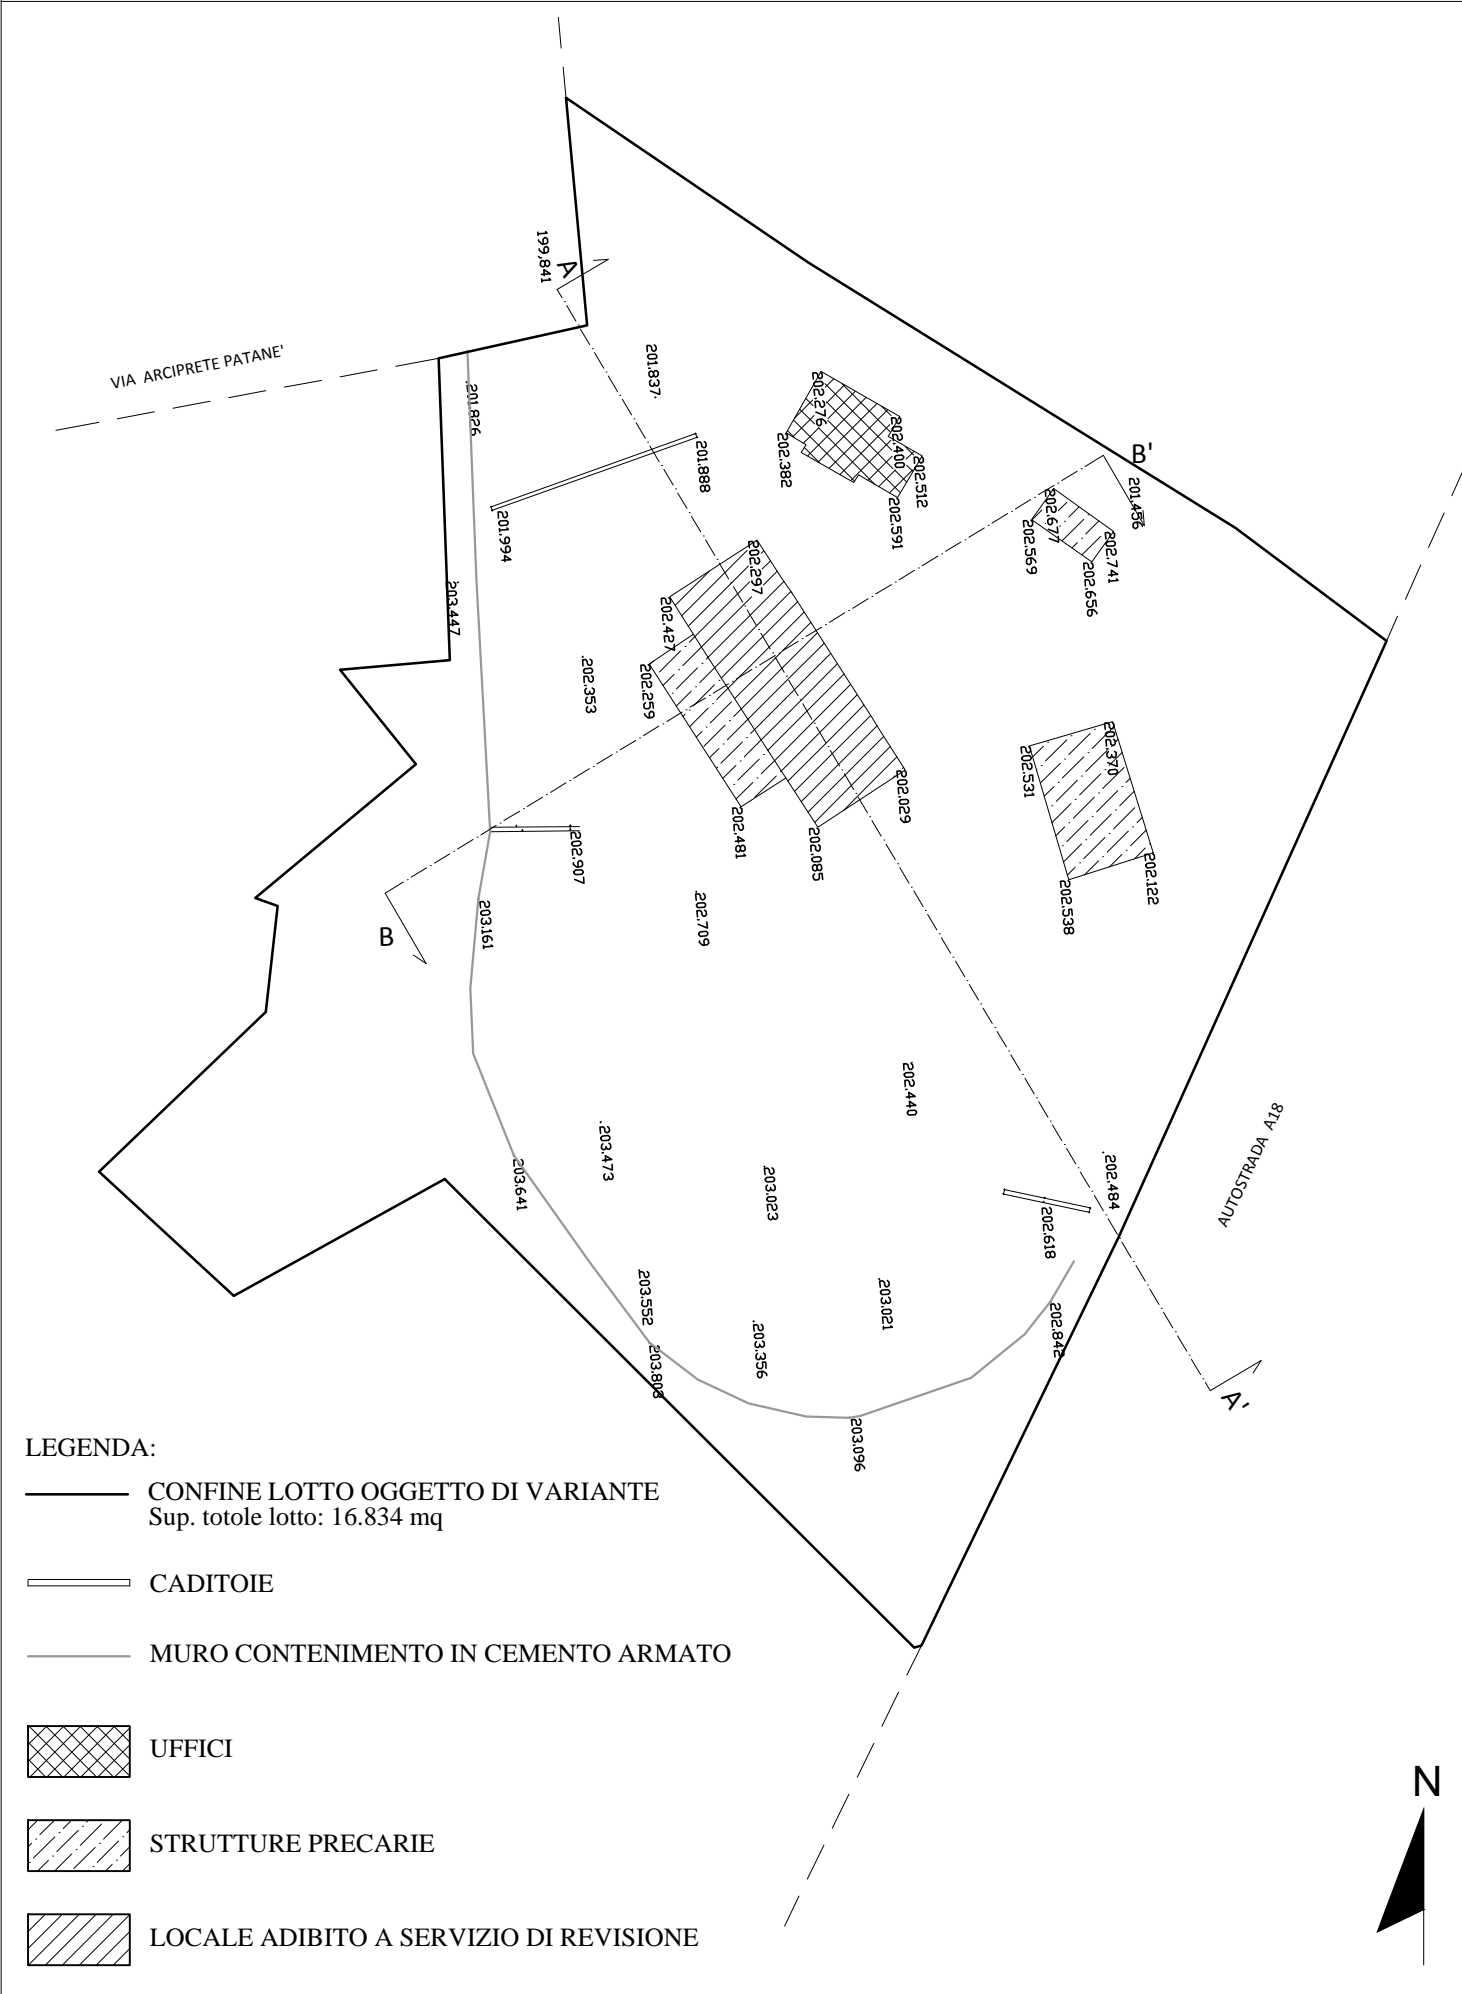 199,841
A
VIA ARCIPRETE PATANE'
201.837
.201.826
202.276
202.400
202.382
202.512
202.591
201.888
201.994
B'
201.456
202.677
202.569
202.741
202.656
202.297
202.427
203.447
202.353
202.259
202.481
202.085
202.029
202.370
202.531
202.122
202.538
202.907
B
203.161
202.709
202.440
203.473
203.641
203.023
202.484
202.618
AUTOSTRADA A18
203.552
203.021
203.356
202.842
203.803
203.096
A'
LEGENDA:
CONFINE LOTTO OGGETTO DI VARIANTE
Sup. totole lotto: 16.834 mq
CADITOIE
MURO CONTENIMENTO IN CEMENTO ARMATO
UFFICI
STRUTTURE PRECARIE
LOCALE ADIBITO A SERVIZIO DI REVISIONE
N